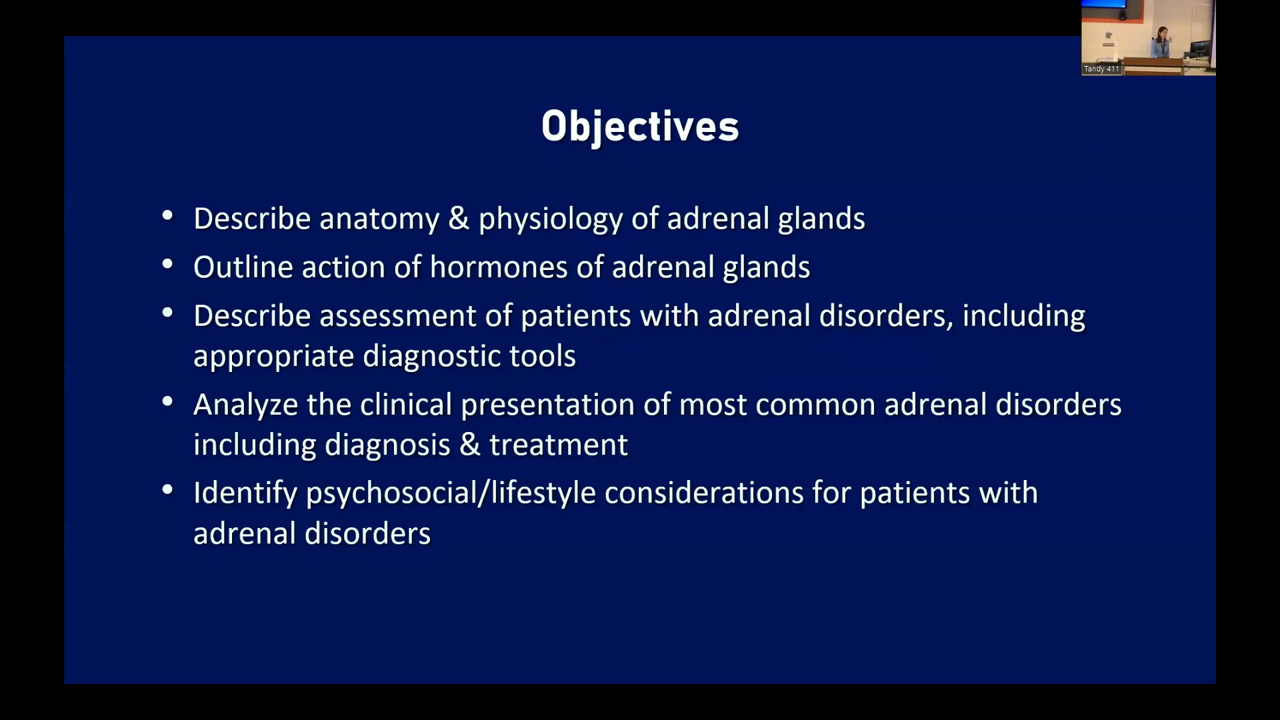 Tandy 411
Objectives
• Describe anatomy & physiology of adrenal glands
• Outline action of hormones of adrenal glands
• Describe assessment of patients with adrenal disorders, including
appropriate diagnostic tools
• Analyze the clinical presentation of most common adrenal disorders
including diagnosis & treatment
• Identify psychosocial/lifestyle considerations for patients with
adrenal disorders